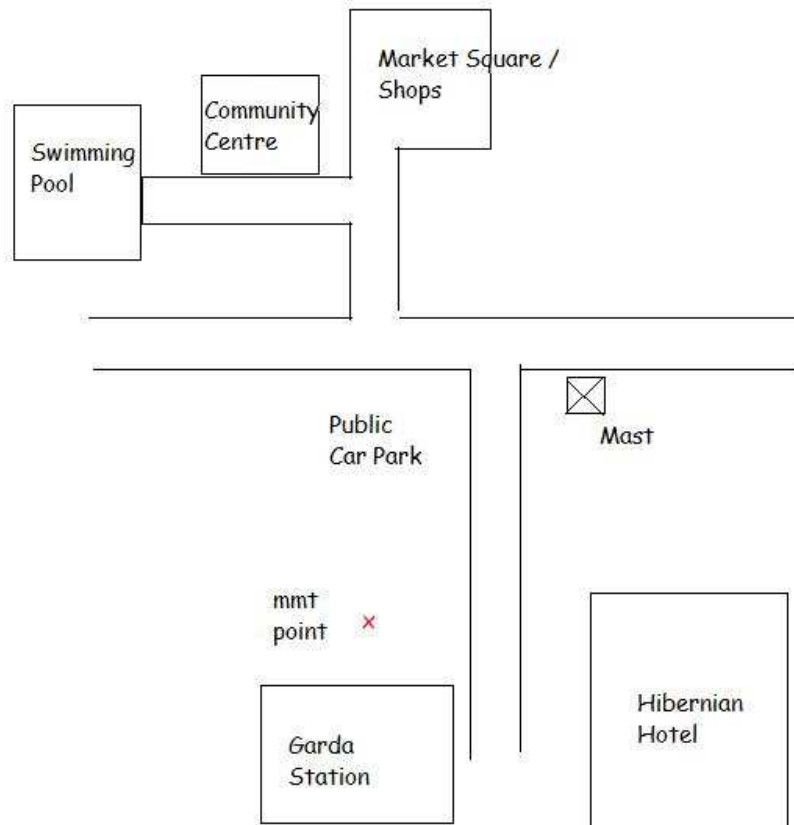 Market Square /
Shops
Community
Centre
Swimming
Pool
Public
Car Park
Mast
mmt
point
Hibernian
Hotel
Garda
Station